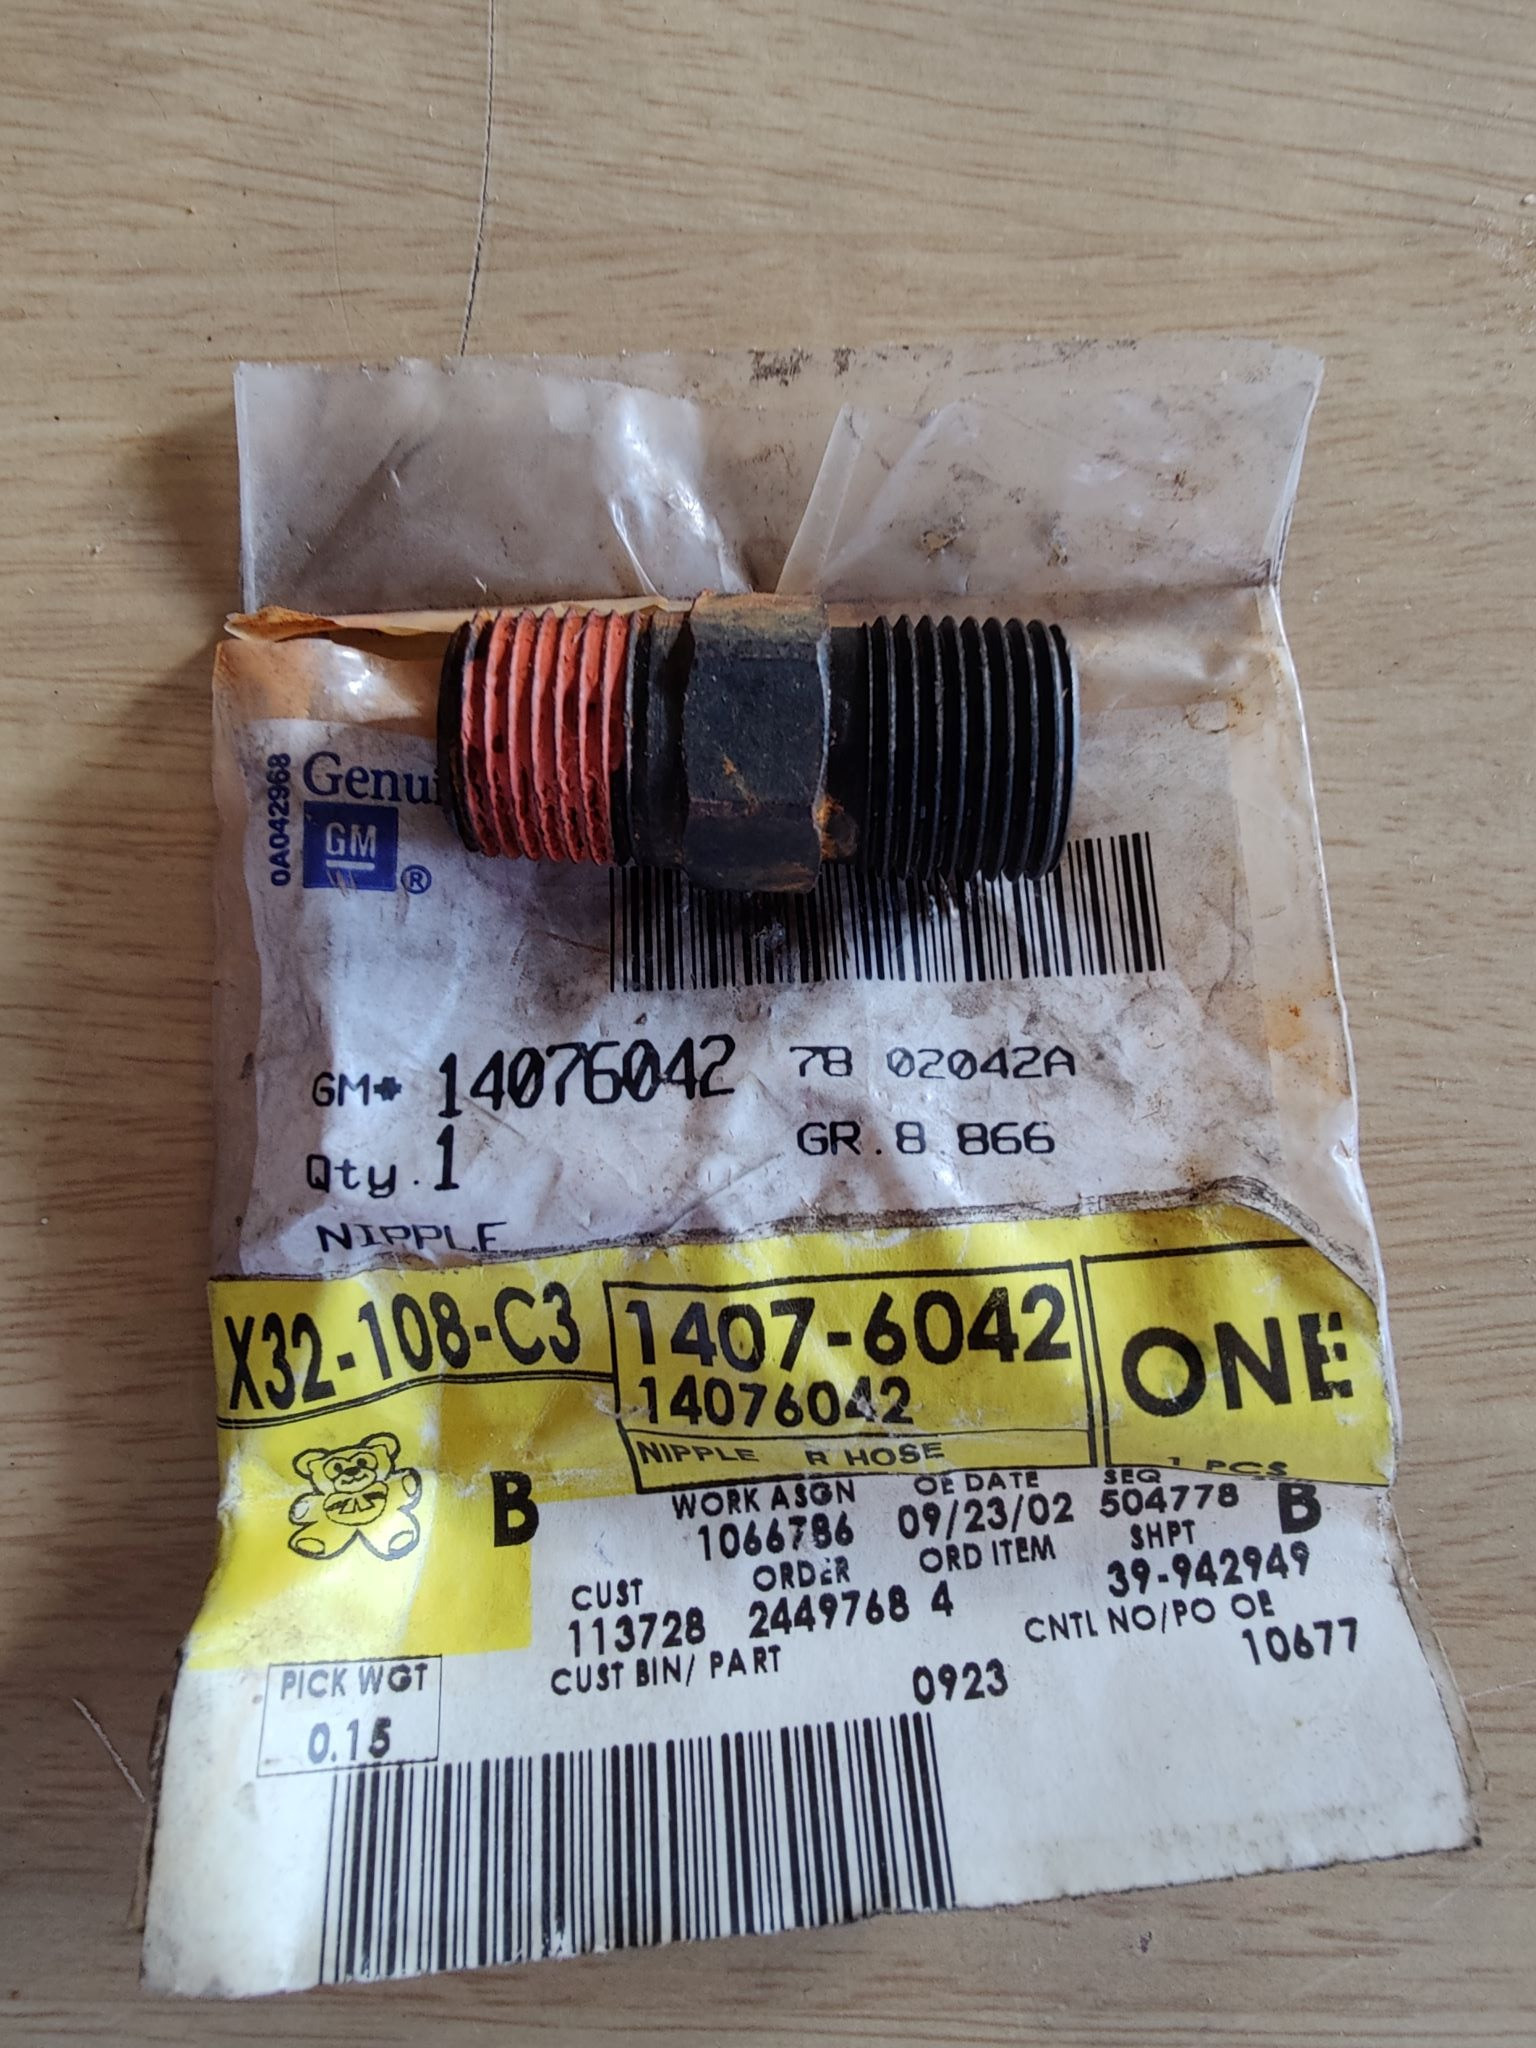 0A042968
GM
®
GM* 14076042 78 02042A
Qty. 1 GR. 8 866
NIPPLE
X32-108-C3
1407-6042
14076042
NIPPLE R HOSE
ONE
1 PCS
B
WORK ASGN
1066786
OE DATE
09/23/02
SEQ
504778
B
CUST
113728
ORDER
2449768
ORD ITEM
4
SHPT
39-942949
CUST BIN/ PART
CNTL NO/PO OE
10677
0923
PICK WGT
0.15